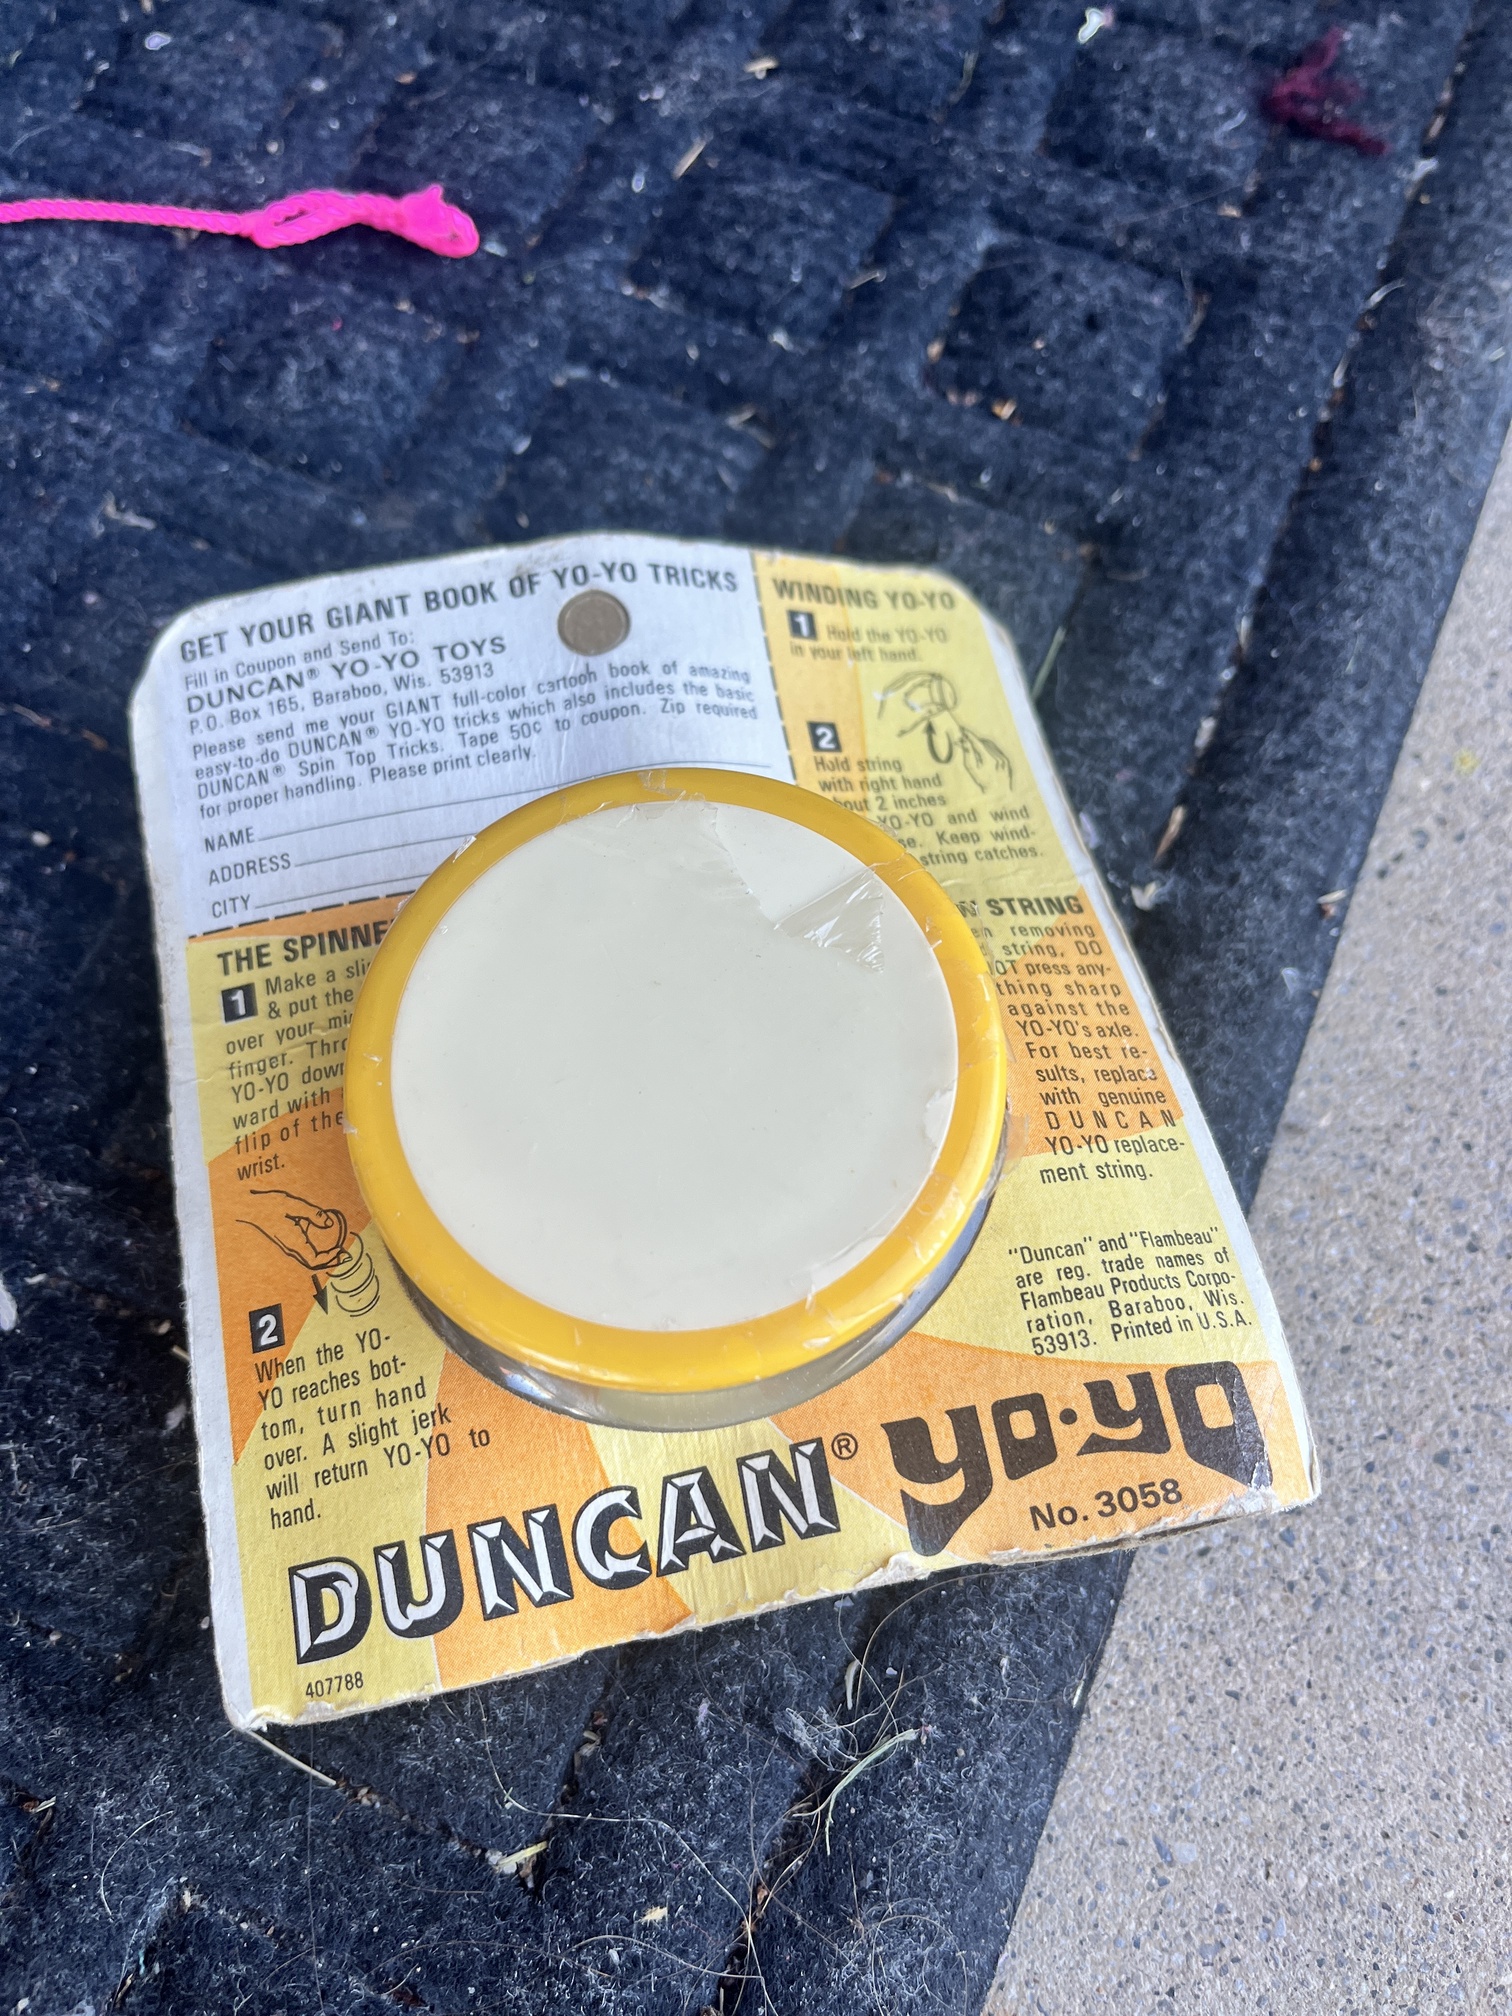 GET YOUR GIANT BOOK OF YO-YO TRICKS
Fill in Coupon and Send To:
DUNCAN® YO-YO TOYS
P.O. Box 165, Baraboo, Wis. 53913
Please send me your GIANT full-color cartoon book of amazing
easy-to-do DUNCAN® YO-YO tricks which also includes the basic
DUNCAN® Spin Top Tricks. Tape 50¢ to coupon. Zip required
for proper handling. Please print clearly.
NAME
ADDRESS
CITY
WINDING YO-YO
1 Hold the YO-YO
in your left hand.
2
Hold string
with right hand
about 2 inches
YO-YO and wind
Keep wind-
string catches.
THE SPINNE
1 Make a
& put the
over your
finger.
YO-YO down
ward with
flip of the
wrist.
2
When the YO-
YO reaches bot-
tom, turn hand
over. A slight jerk
will return YO-YO to
hand.
STRING
removing
string, DO
NOT press any-
thing sharp
against the
YO-YO's axle.
For best re-
sults, replace
with genuine
DUNCAN
YO-YO replace-
ment string.
"Duncan" and "Flambeau"
are reg. trade names of
Flambeau Products Corpo-
ration, Baraboo, Wis.
53913. Printed in U.S.A.
DUNCAN® yo·yo
No. 3058
407788